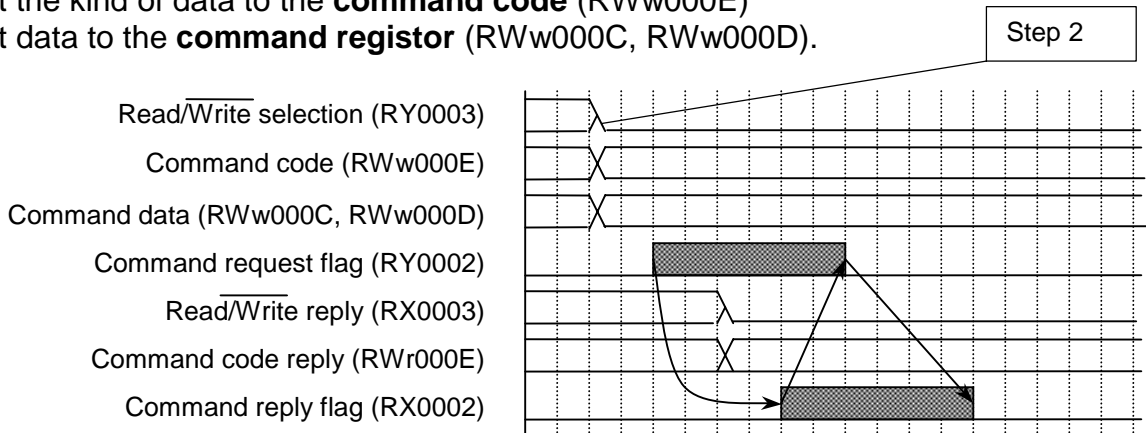 t the kind of data to the command code (RWw000E)
t data to the command registor (RWw000C, RWw000D).
Step 2
Read/Write selection (RY0003)
Command code (RWw000E)
Command data (RWw000C, RWw000D)
Command request flag (RY0002)
Read/Write reply (RX0003)
Command code reply (RWr000E)
Command reply flag (RX0002)